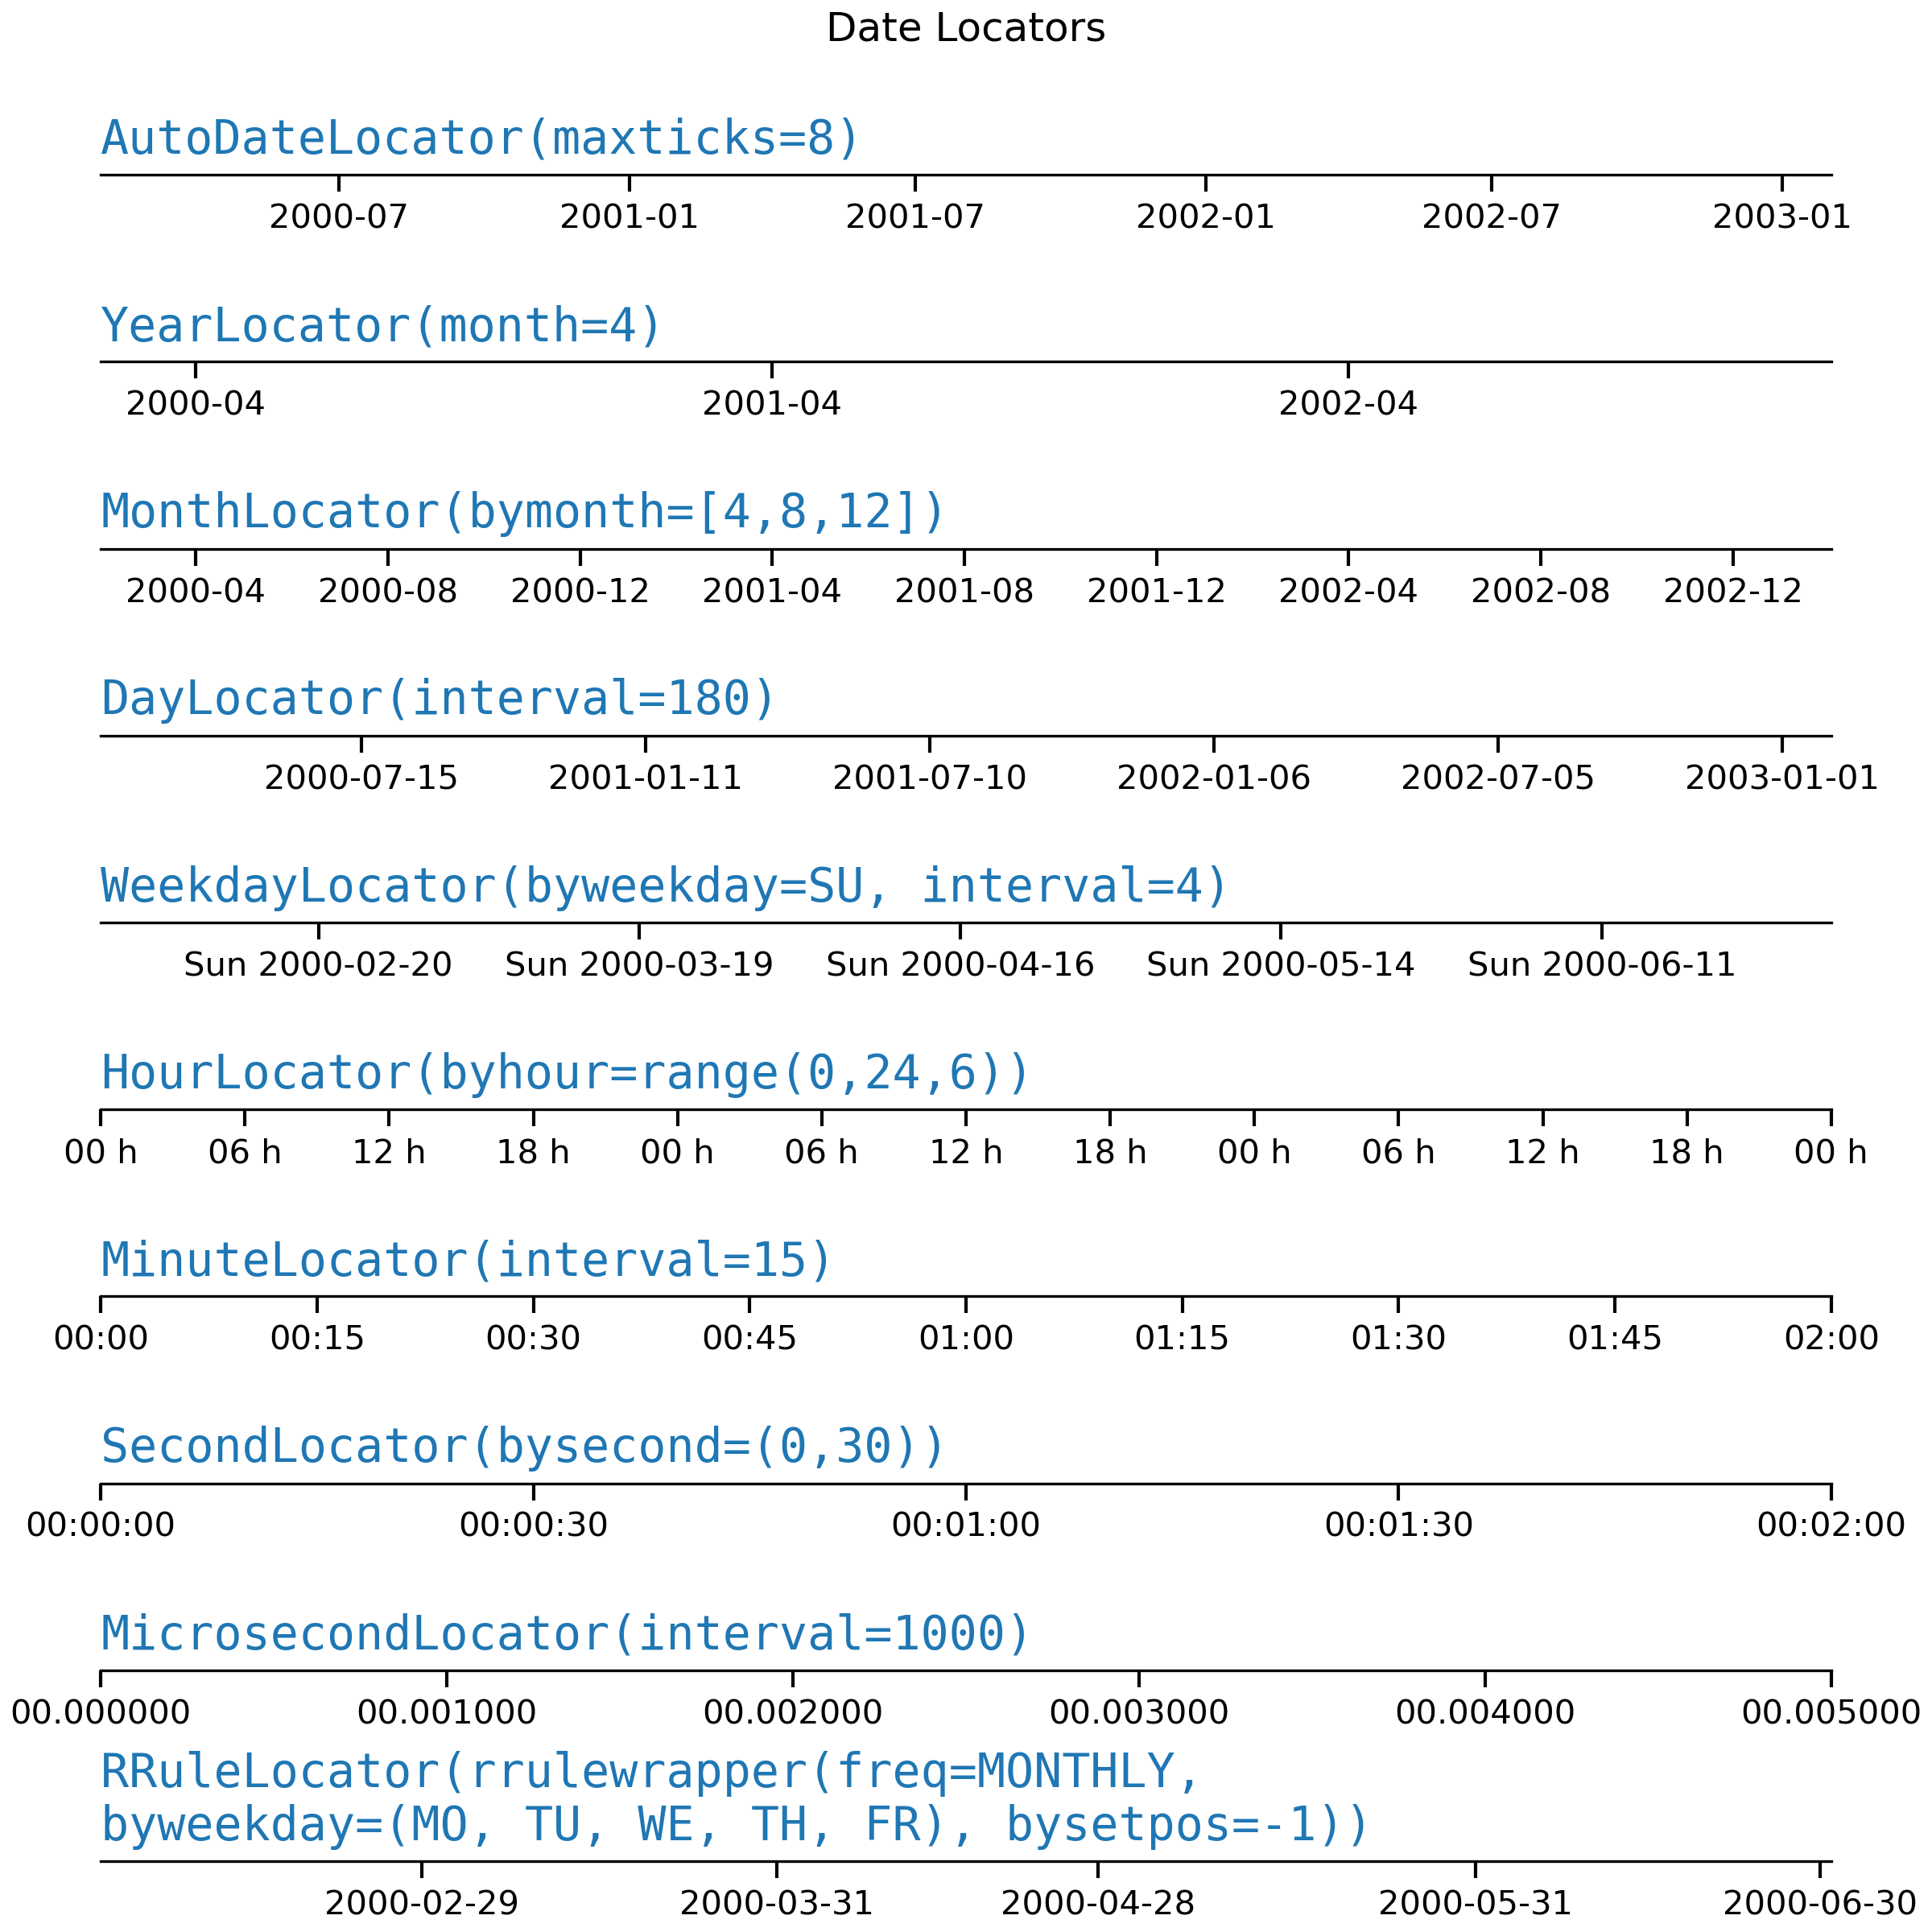 Date Locators
AutoDateLocator(maxticks=8)
2000-07 2001-01 2001-07 2002-01 2002-07 2003-01
YearLocator(month=4)
2000-04 2001-04 2002-04
MonthLocator(bymonth=[4,8,12])
2000-04 2000-08 2000-12 2001-04 2001-08 2001-12 2002-04 2002-08 2002-12
DayLocator(interval=180)
2000-07-15 2001-01-11 2001-07-10 2002-01-06 2002-07-05 2003-01-01
WeekdayLocator(byweekday=SU, interval=4)
Sun 2000-02-20 Sun 2000-03-19 Sun 2000-04-16 Sun 2000-05-14 Sun 2000-06-11
HourLocator(byhour=range(0,24,6))
00 h 06 h 12 h 18 h 00 h 06 h 12 h 18 h 00 h 06 h 12 h 18 h 00 h
MinuteLocator(interval=15)
00:00 00:15 00:30 00:45 01:00 01:15 01:30 01:45 02:00
SecondLocator(bysecond=(0,30))
00:00:00 00:00:30 00:01:00 00:01:30 00:02:00
MicrosecondLocator(interval=1000)
00.000000 00.001000 00.002000 00.003000 00.004000 00.005000
RRuleLocator(rrulewrapper(freq=MONTHLY,
byweekday=(MO, TU, WE, TH, FR), bysetpos=-1))
2000-02-29 2000-03-31 2000-04-28 2000-05-31 2000-06-30